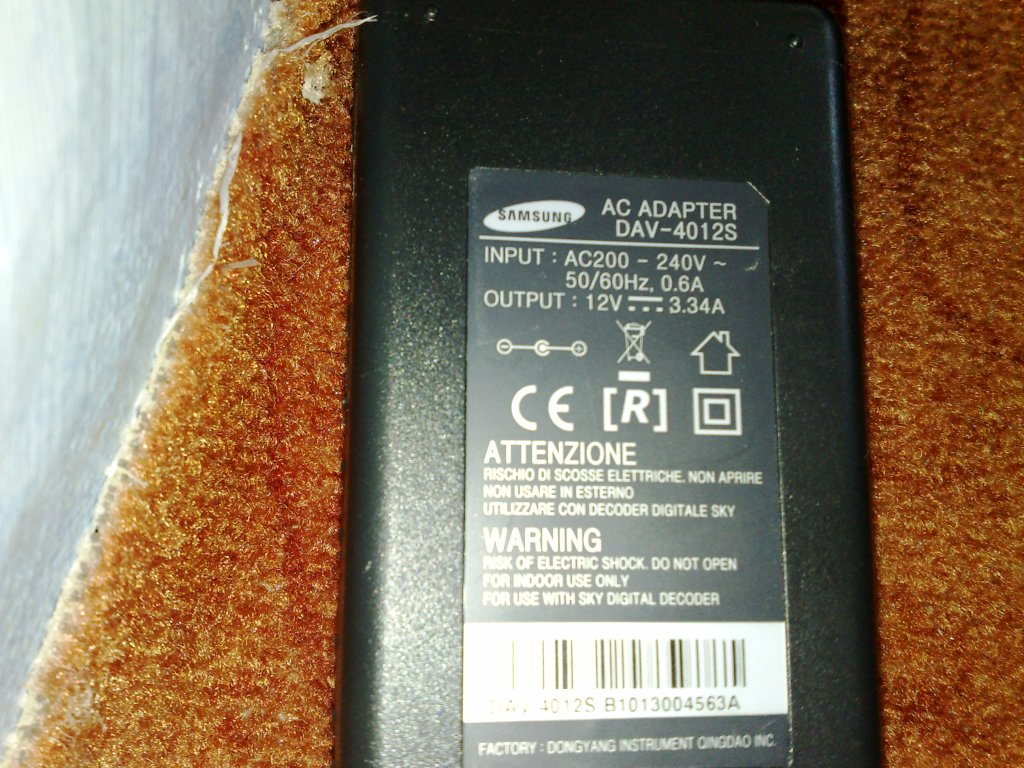 SAMSUNG
AC ADAPTER
DAV-4012S
INPUT : AC200 - 240V ~
50/60Hz, 0.6A
OUTPUT : 12V ⎓ 3.34A
CE [R]
ATTENZIONE
RISCHIO DI SCOSSE ELETTRICHE. NON APRIRE
NON USARE IN ESTERNO
UTILIZZARE CON DECODER DIGITALE SKY
WARNING
RISK OF ELECTRIC SHOCK. DO NOT OPEN
FOR INDOOR USE ONLY
FOR USE WITH SKY DIGITAL DECODER
DAV-4012S B1013004563A
FACTORY : DONGYANG INSTRUMENT QINGDAO INC.